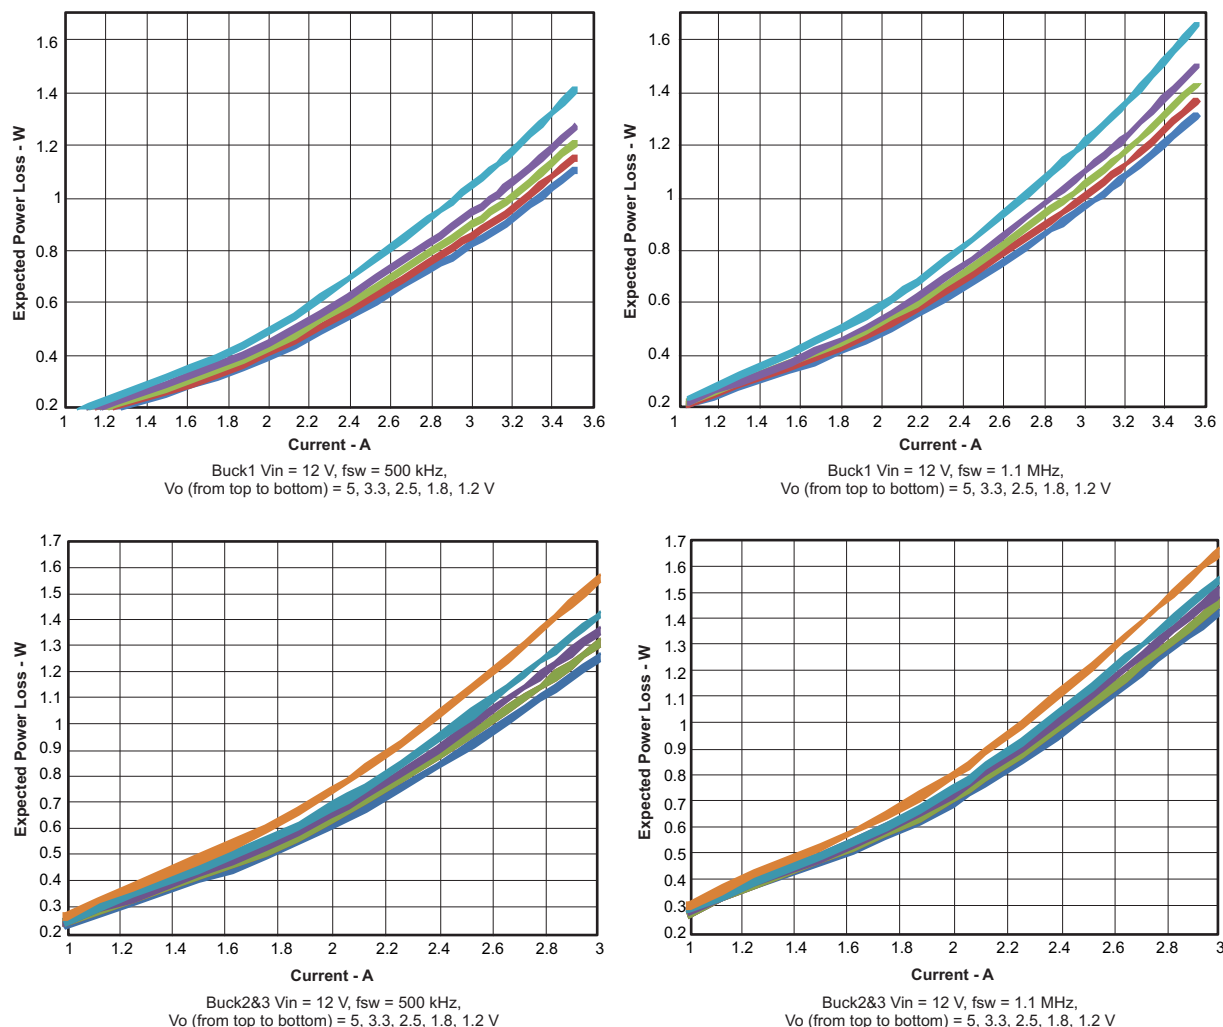 1.6
1.4
1.2
1
0.8
0.6
0.4
0.2
Expected Power Loss - W
1 1.2 1.4 1.6 1.8 2 2.2 2.4 2.6 2.8 3 3.2 3.4 3.6
Current - A
Buck1 Vin = 12 V, fsw = 500 kHz,
Vo (from top to bottom) = 5, 3.3, 2.5, 1.8, 1.2 V
1.6
1.4
1.2
1
0.8
0.6
0.4
0.2
Expected Power Loss - W
1 1.2 1.4 1.6 1.8 2 2.2 2.4 2.6 2.8 3 3.2 3.4 3.6
Current - A
Buck1 Vin = 12 V, fsw = 1.1 MHz,
Vo (from top to bottom) = 5, 3.3, 2.5, 1.8, 1.2 V
1.7
1.6
1.5
1.4
1.3
1.2
1.1
1
0.9
0.8
0.7
0.6
0.5
0.4
0.3
0.2
Expected Power Loss - W
1 1.2 1.4 1.6 1.8 2 2.2 2.4 2.6 2.8 3
Current - A
Buck2&3 Vin = 12 V, fsw = 500 kHz,
Vo (from top to bottom) = 5, 3.3, 2.5, 1.8, 1.2 V
1.7
1.6
1.5
1.4
1.3
1.2
1.1
1
0.9
0.8
0.7
0.6
0.5
0.4
0.3
0.2
Expected Power Loss - W
1 1.2 1.4 1.6 1.8 2 2.2 2.4 2.6 2.8 3
Current - A
Buck2&3 Vin = 12 V, fsw = 1.1 MHz,
Vo (from top to bottom) = 5, 3.3, 2.5, 1.8, 1.2 V